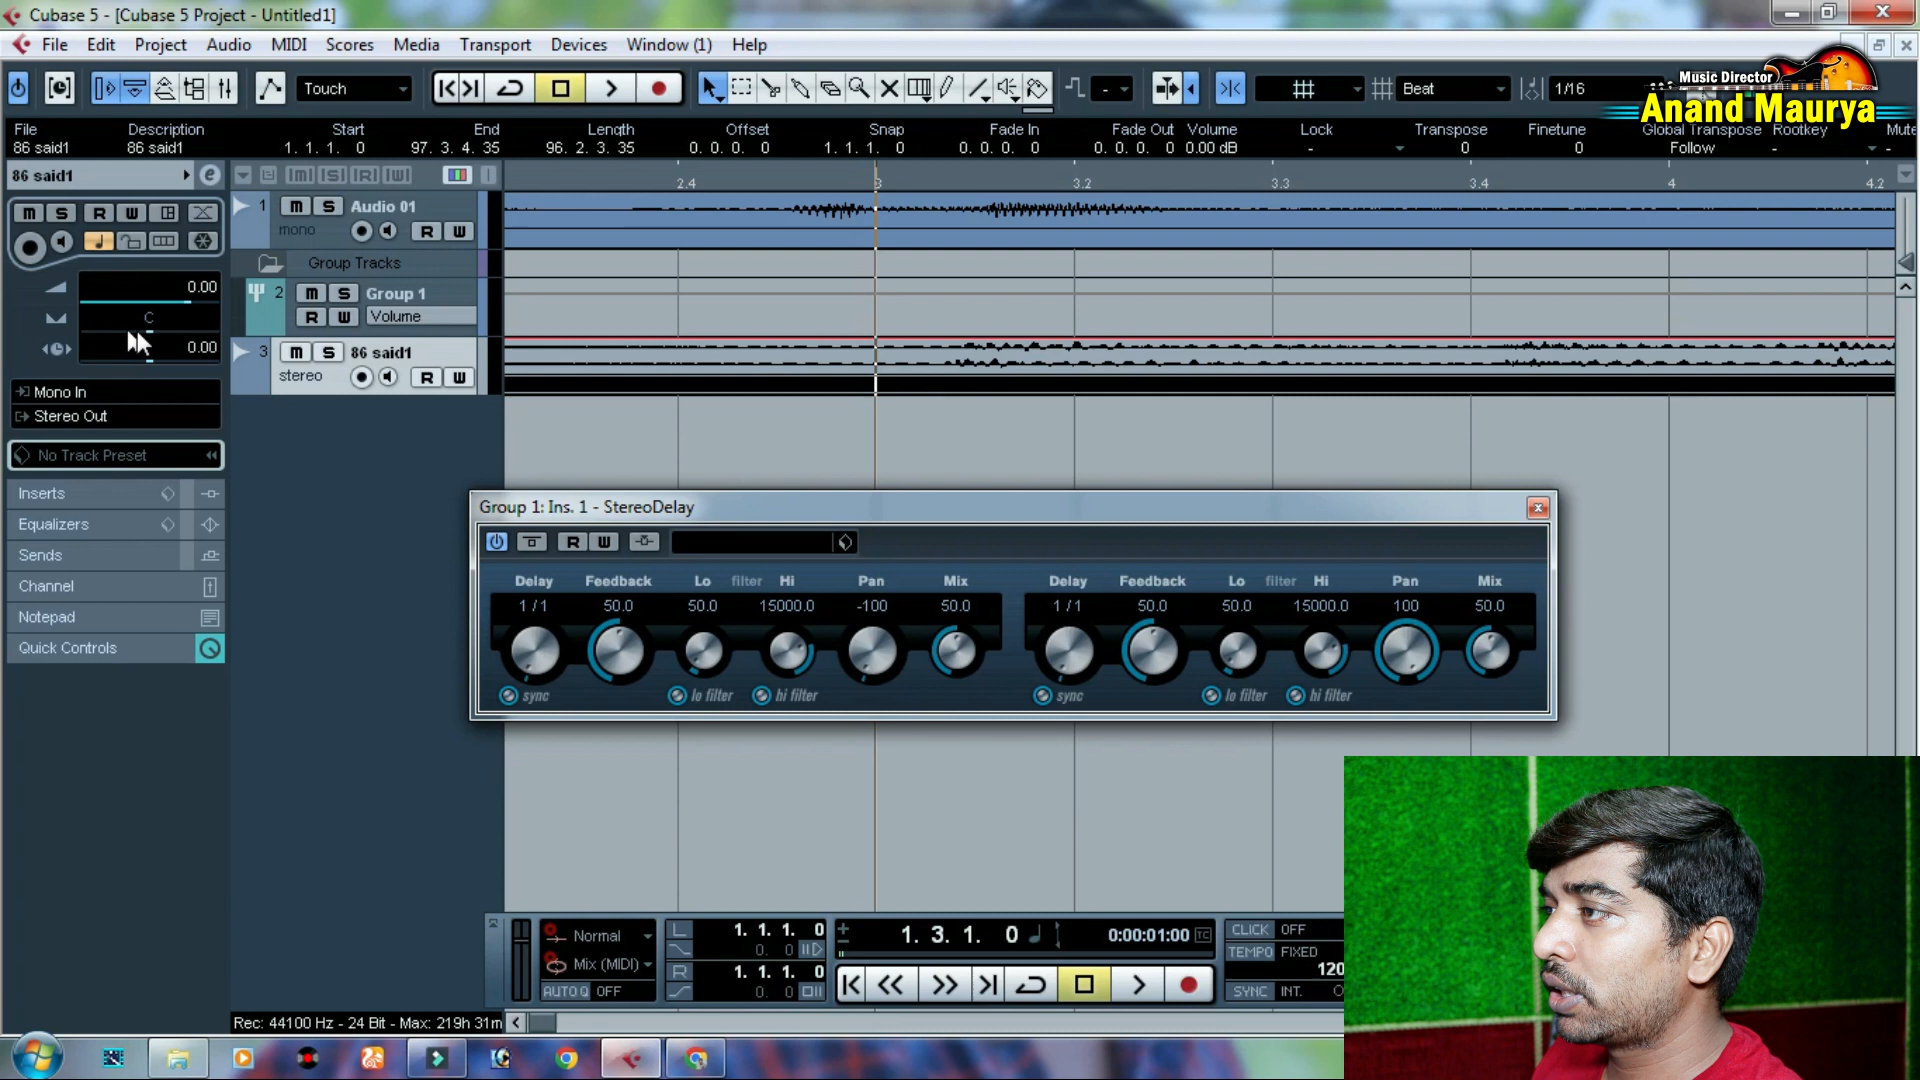 Cubase 5 - [Cubase 5 Project - Untitled1]
File Edit Project Audio MIDI Scores Media Transport Devices Window (1) Help
Touch
Beat
1/16
Music Director
Anand Maurya
File Description Start End Length Offset Snap Fade In Fade Out Volume Lock Transpose Finetune Global Transpose Rootkey Mute
86 said1 86 said1 1. 1. 1. 0 97. 3. 4. 35 96. 2. 3. 35 0. 0. 0. 0 1. 1. 1. 0 0. 0. 0. 0 0. 0. 0. 0 0.00 dB - 0 0 Follow - -
86 said1
M S R W
2.4 3 3.2 3.3 3.4 4 4.2
1 M S Audio 01
mono R W
Group Tracks
2 M S Group 1
R W Volume
3 M S 86 said1
stereo R W
M S R W
0.00
C
0.00
Mono In
Stereo Out
No Track Preset
Inserts
Equalizers
Sends
Channel
Notepad
Quick Controls
Group 1: Ins. 1 - StereoDelay
R W
Delay Feedback Lo filter Hi Pan Mix Delay Feedback Lo filter Hi Pan Mix
1 / 1 50.0 50.0 15000.0 -100 50.0 1 / 1 50.0 50.0 15000.0 100 50.0
sync lo filter hi filter sync lo filter hi filter
Normal
Mix (MIDI)
AUTO Q OFF
L 1. 1. 1. 0
0. 0
R 1. 1. 1. 0
0. 0
1. 3. 1. 0 0:00:01:00 TC
CLICK OFF
TEMPO FIXED
120
SYNC INT.
Rec: 44100 Hz - 24 Bit - Max: 219h 31m